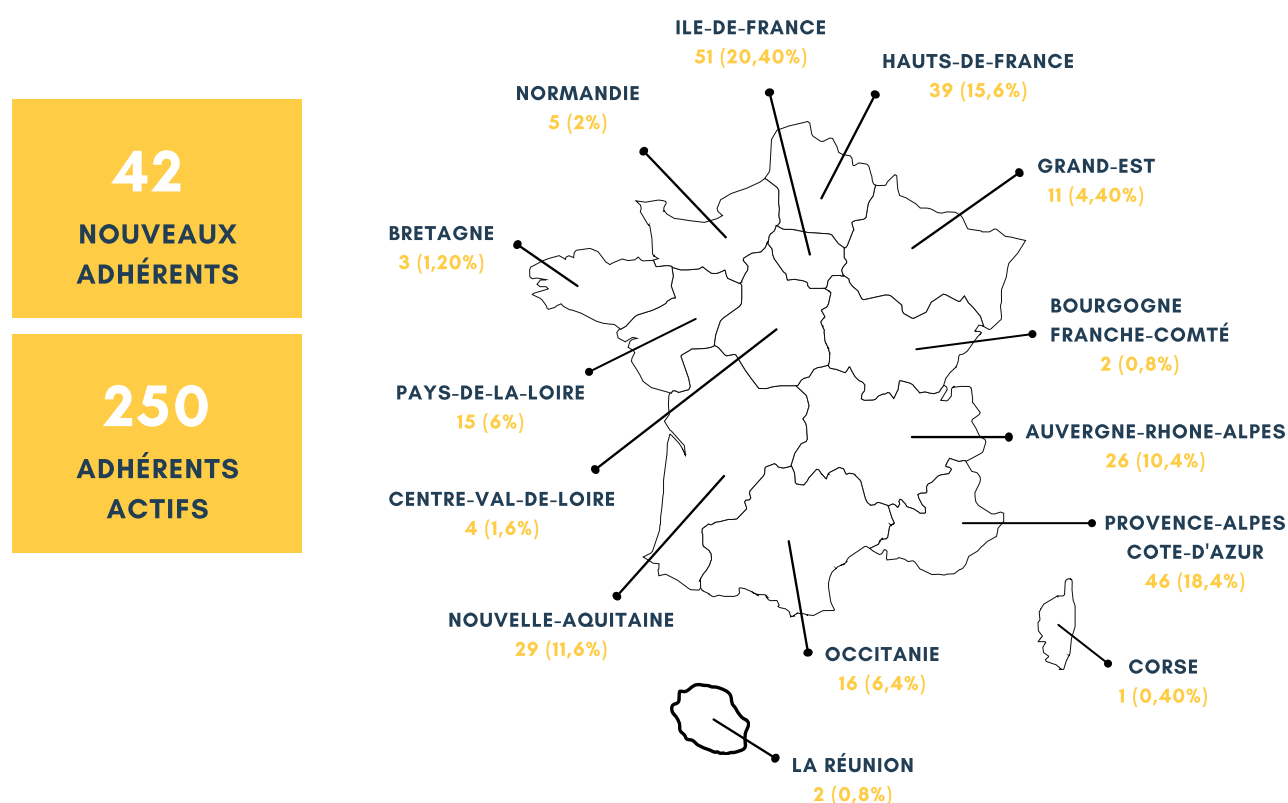 42
NOUVEAUX
ADHÉRENTS
250
ADHÉRENTS
ACTIFS
ILE-DE-FRANCE
51 (20,40%)
HAUTS-DE-FRANCE
39 (15,6%)
NORMANDIE
5 (2%)
GRAND-EST
11 (4,40%)
BRETAGNE
3 (1,20%)
BOURGOGNE
FRANCHE-COMTÉ
2 (0,8%)
PAYS-DE-LA-LOIRE
15 (6%)
AUVERGNE-RHONE-ALPES
26 (10,4%)
CENTRE-VAL-DE-LOIRE
4 (1,6%)
PROVENCE-ALPES
COTE-D'AZUR
46 (18,4%)
NOUVELLE-AQUITAINE
29 (11,6%)
OCCITANIE
16 (6,4%)
CORSE
1 (0,40%)
LA RÉUNION
2 (0,8%)